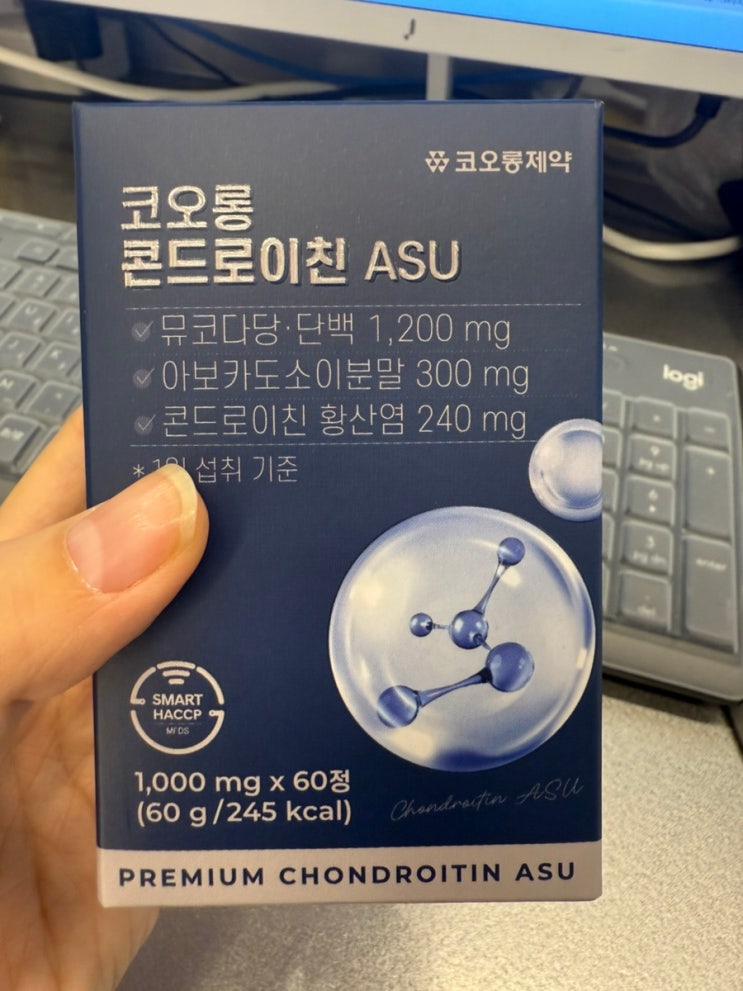 코오롱제약
코오롱
콘드로이친 ASU
뮤코다당·단백 1,200 mg
아보카도소이분말 300 mg
콘드로이친 황산염 240 mg
* 섭취 기준
SMART
HACCP
MFDS
1,000 mg x 60정
(60 g/245 kcal)
Chondroitin ASU
PREMIUM CHONDROITIN ASU
logi
enter
del